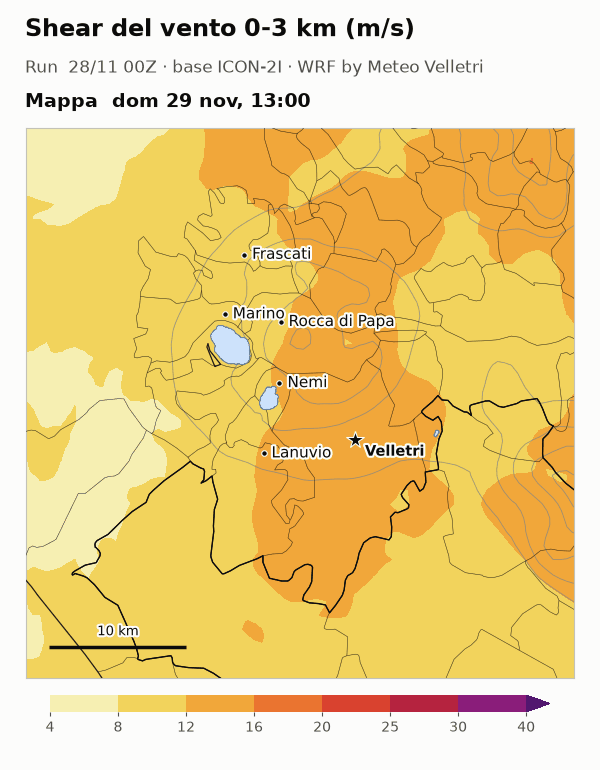 Shear del vento 0-3 km (m/s)
Run 28/11 00Z · base ICON-2I · WRF by Meteo Velletri
Mappa dom 29 nov, 13:00
Frascati
Marino
Rocca di Papa
Nemi
Velletri
Lanuvio
10 km
4 8 12 16 20 25 30 40